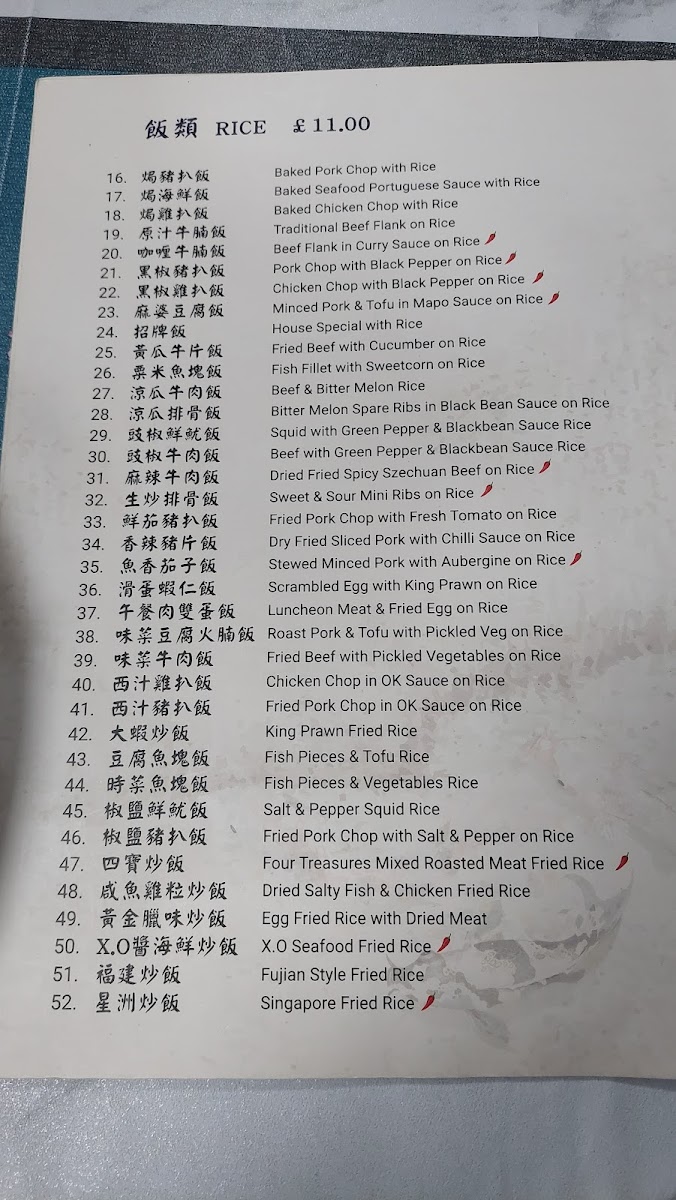 飯類 RICE £11.00
16. 焗豬扒飯 Baked Pork Chop with Rice
17. 焗海鮮飯 Baked Seafood Portuguese Sauce with Rice
18. 焗雞扒飯 Baked Chicken Chop with Rice
19. 原汁牛腩飯 Traditional Beef Flank on Rice
20. 咖喱牛腩飯 Beef Flank in Curry Sauce on Rice
21. 黑椒豬扒飯 Pork Chop with Black Pepper on Rice
22. 黑椒雞扒飯 Chicken Chop with Black Pepper on Rice
23. 麻婆豆腐飯 Minced Pork & Tofu in Mapo Sauce on Rice
24. 招牌飯 House Special with Rice
25. 黃瓜牛片飯 Fried Beef with Cucumber on Rice
26. 粟米魚塊飯 Fish Fillet with Sweetcorn on Rice
27. 涼瓜牛肉飯 Beef & Bitter Melon Rice
28. 涼瓜排骨飯 Bitter Melon Spare Ribs in Black Bean Sauce on Rice
29. 豉椒鮮魷飯 Squid with Green Pepper & Blackbean Sauce Rice
30. 豉椒牛肉飯 Beef with Green Pepper & Blackbean Sauce Rice
31. 麻辣牛肉飯 Dried Fried Spicy Szechuan Beef on Rice
32. 生炒排骨飯 Sweet & Sour Mini Ribs on Rice
33. 鮮茄豬扒飯 Fried Pork Chop with Fresh Tomato on Rice
34. 香辣豬片飯 Dry Fried Sliced Pork with Chilli Sauce on Rice
35. 魚香茄子飯 Stewed Minced Pork with Aubergine on Rice
36. 滑蛋蝦仁飯 Scrambled Egg with King Prawn on Rice
37. 午餐肉雙蛋飯 Luncheon Meat & Fried Egg on Rice
38. 味菜豆腐火腩飯 Roast Pork & Tofu with Pickled Veg on Rice
39. 味菜牛肉飯 Fried Beef with Pickled Vegetables on Rice
40. 西汁雞扒飯 Chicken Chop in OK Sauce on Rice
41. 西汁豬扒飯 Fried Pork Chop in OK Sauce on Rice
42. 大蝦炒飯 King Prawn Fried Rice
43. 豆腐魚塊飯 Fish Pieces & Tofu Rice
44. 時菜魚塊飯 Fish Pieces & Vegetables Rice
45. 椒鹽鮮魷飯 Salt & Pepper Squid Rice
46. 椒鹽豬扒飯 Fried Pork Chop with Salt & Pepper on Rice
47. 四寶炒飯 Four Treasures Mixed Roasted Meat Fried Rice
48. 咸魚雞粒炒飯 Dried Salty Fish & Chicken Fried Rice
49. 黃金臘味炒飯 Egg Fried Rice with Dried Meat
50. X.O醬海鮮炒飯 X.O Seafood Fried Rice
51. 福建炒飯 Fujian Style Fried Rice
52. 星洲炒飯 Singapore Fried Rice